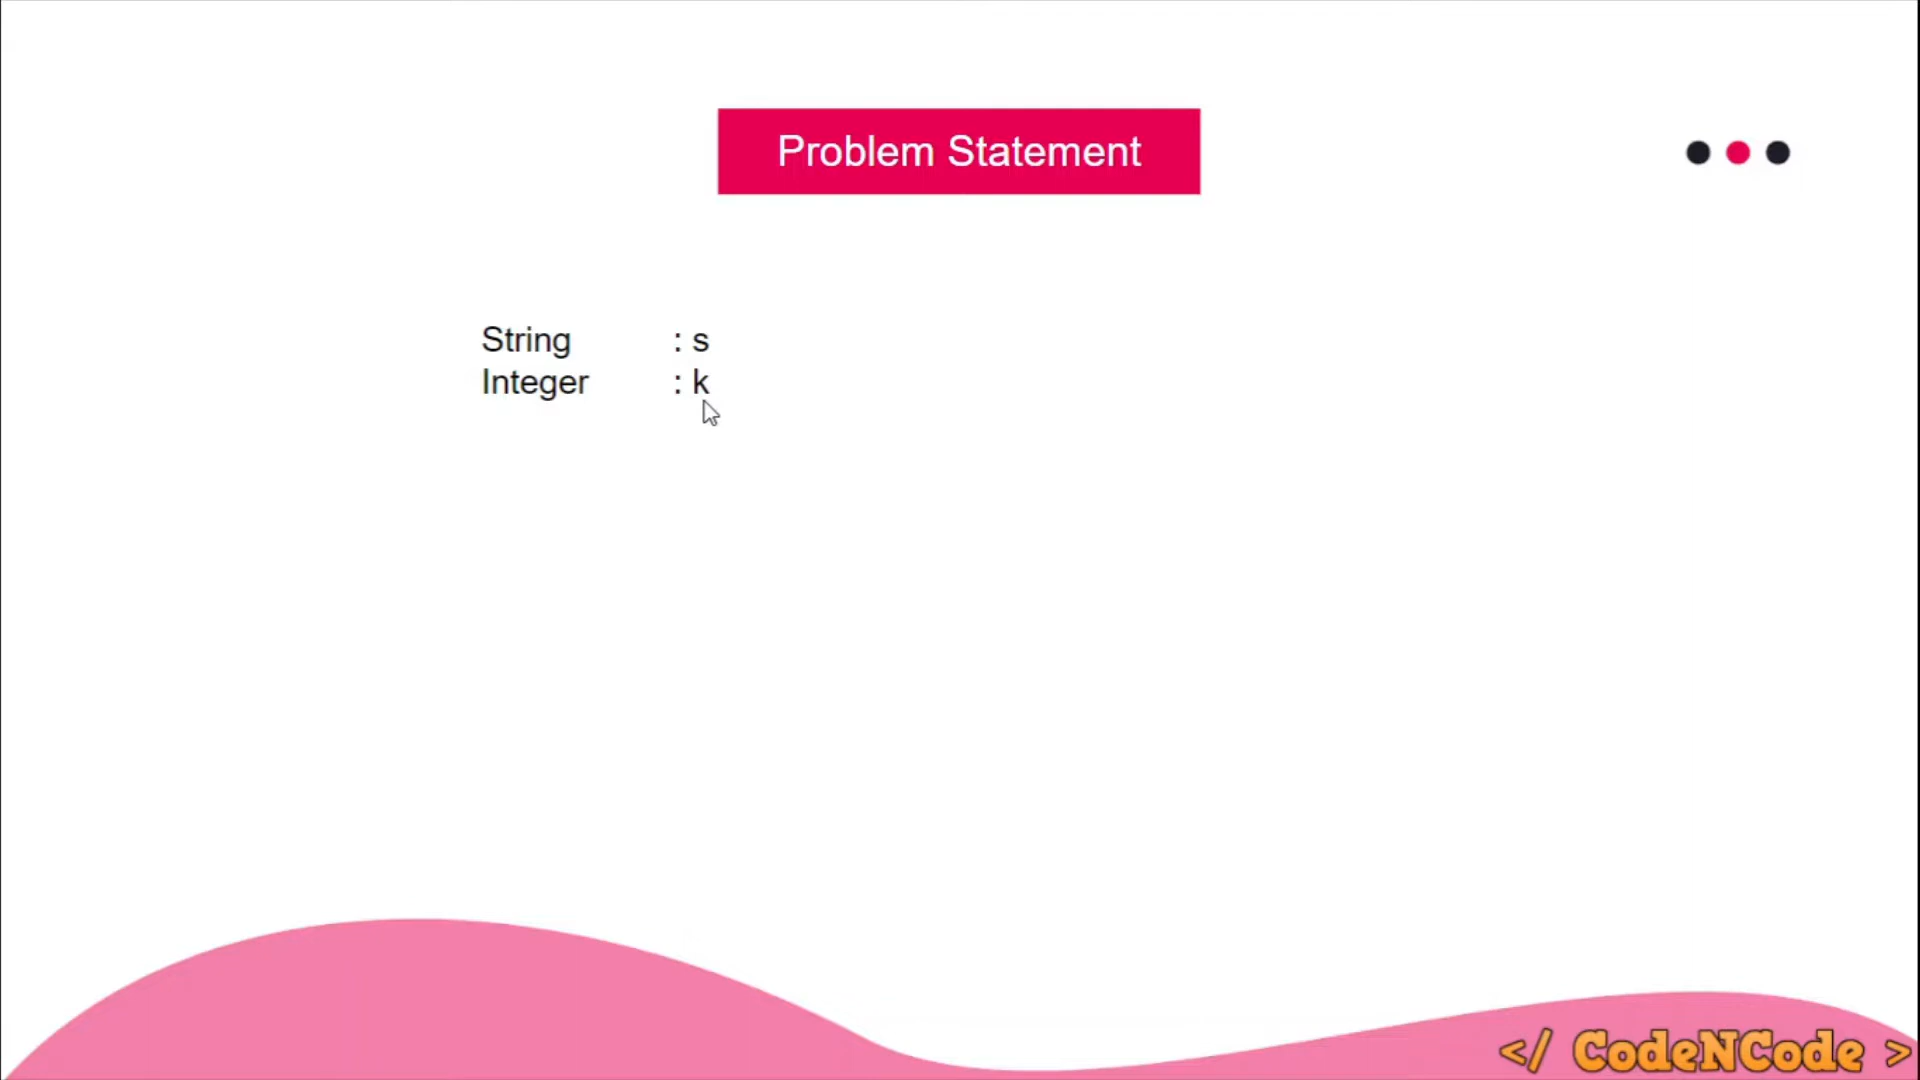 Problem Statement
String : s
Integer : k
</ CodeNCode >